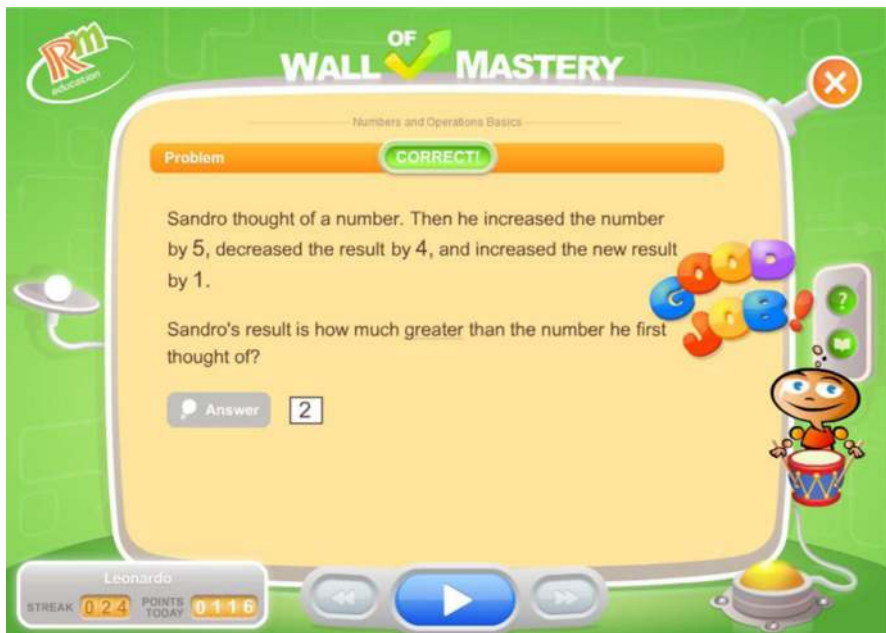 RM
education
WALL OF MASTERY
Numbers and Operations Basics
Problem
CORRECT!
Sandro thought of a number. Then he increased the number
by 5, decreased the result by 4, and increased the new result
by 1.
GOOD
JOB!
Sandro's result is how much greater than the number he first
thought of?
?
Answer
2
Leonardo
STREAK 024 POINTS TODAY 0116